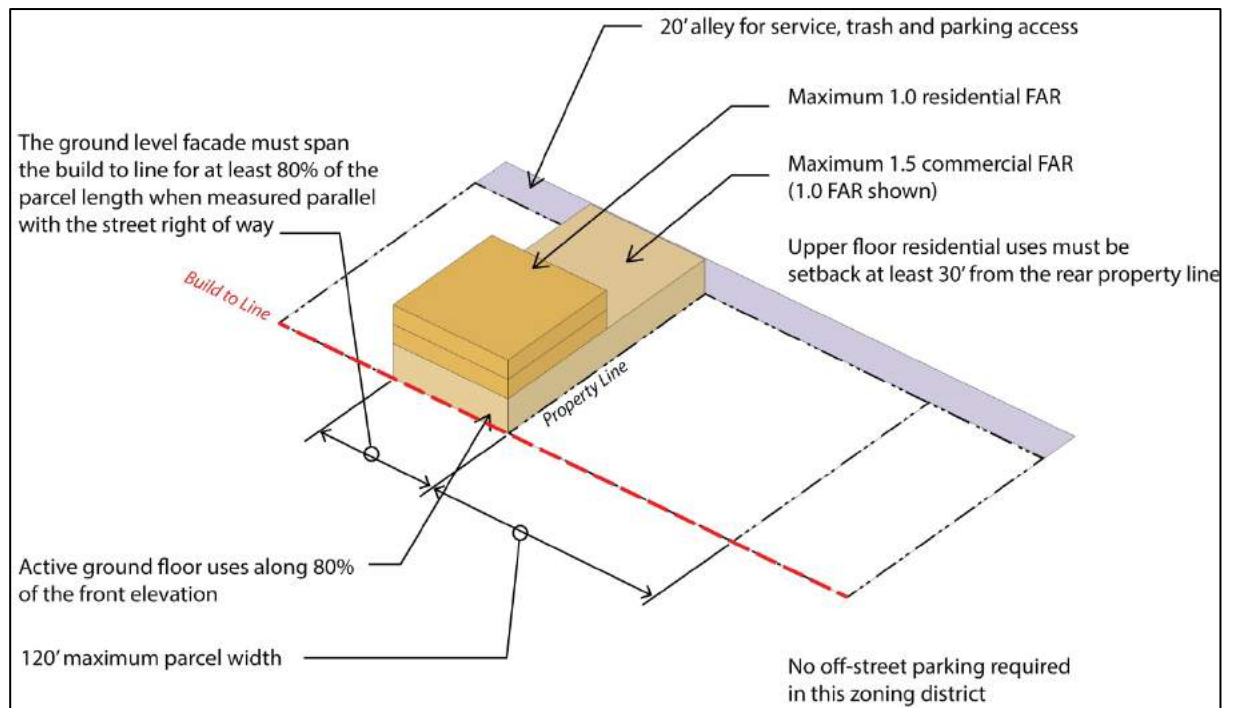 20' alley for service, trash and parking access
Maximum 1.0 residential FAR
The ground level facade must span
the build to line for at least 80% of the
parcel length when measured parallel
with the street right of way
Maximum 1.5 commercial FAR
(1.0 FAR shown)
Upper floor residential uses must be
setback at least 30' from the rear property line
Build to Line
Property Line
Active ground floor uses along 80%
of the front elevation
120' maximum parcel width
No off-street parking required
in this zoning district